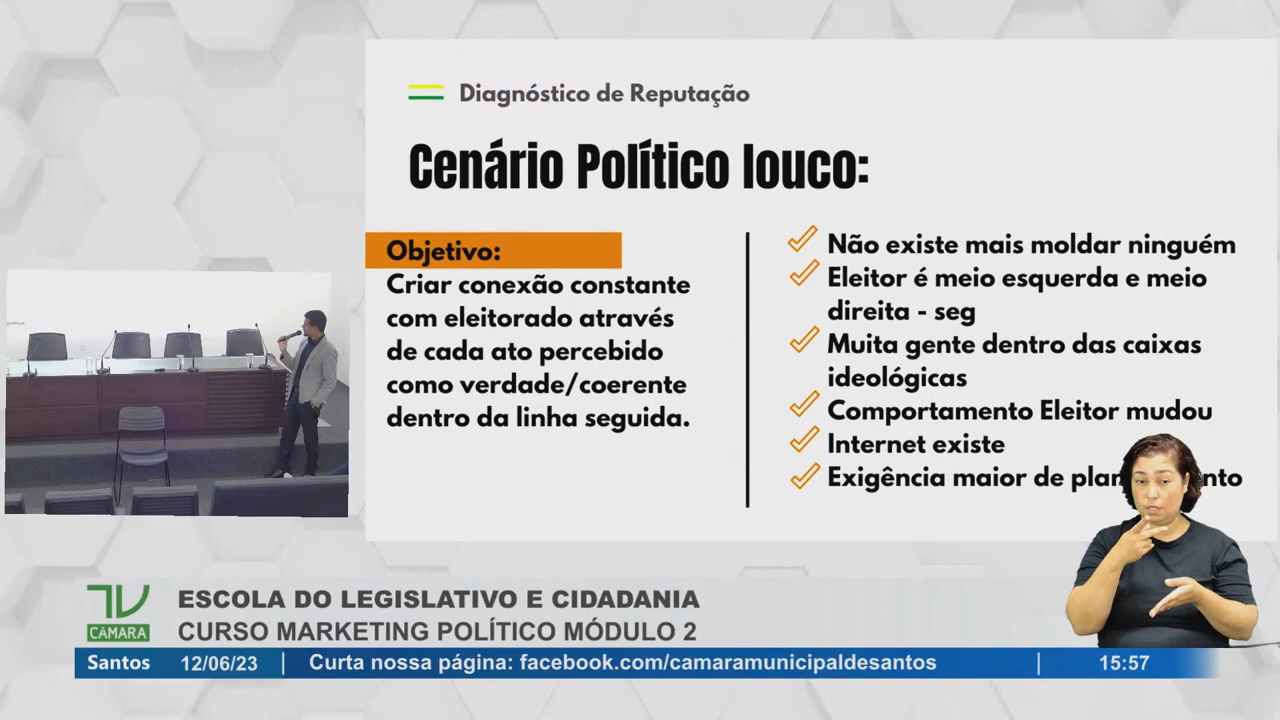 Diagnóstico de Reputação
Cenário Político louco:
Objetivo:
Criar conexão constante
com eleitorado através
de cada ato percebido
como verdade/coerente
dentro da linha seguida.
Não existe mais moldar ninguém
Eleitor é meio esquerda e meio
direita - seg
Muita gente dentro das caixas
ideológicas
Comportamento Eleitor mudou
Internet existe
Exigência maior de
TV
CÂMARA
ESCOLA DO LEGISLATIVO E CIDADANIA
CURSO MARKETING POLÍTICO MÓDULO 2
Santos 12/06/23 | Curta nossa página: facebook.com/camaramunicipaldesantos | 15:57